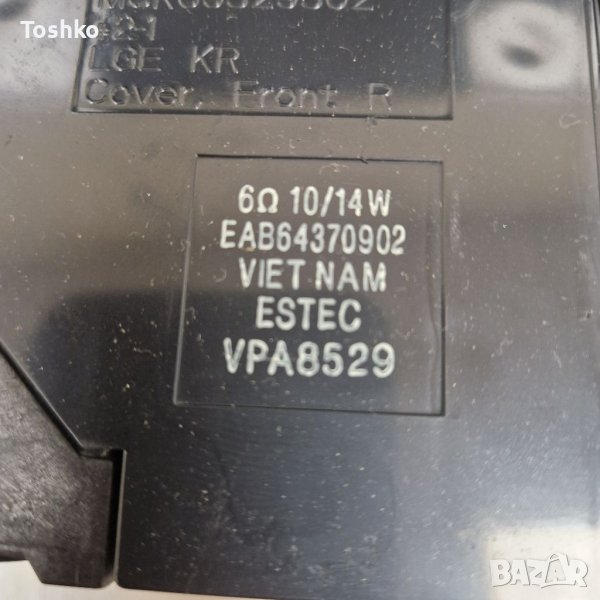 Toshko
LGE KR
Cover, Front R
6Ω 10/14W
EAB64370902
VIET NAM
ESTEC
VPA8529
BAZAR